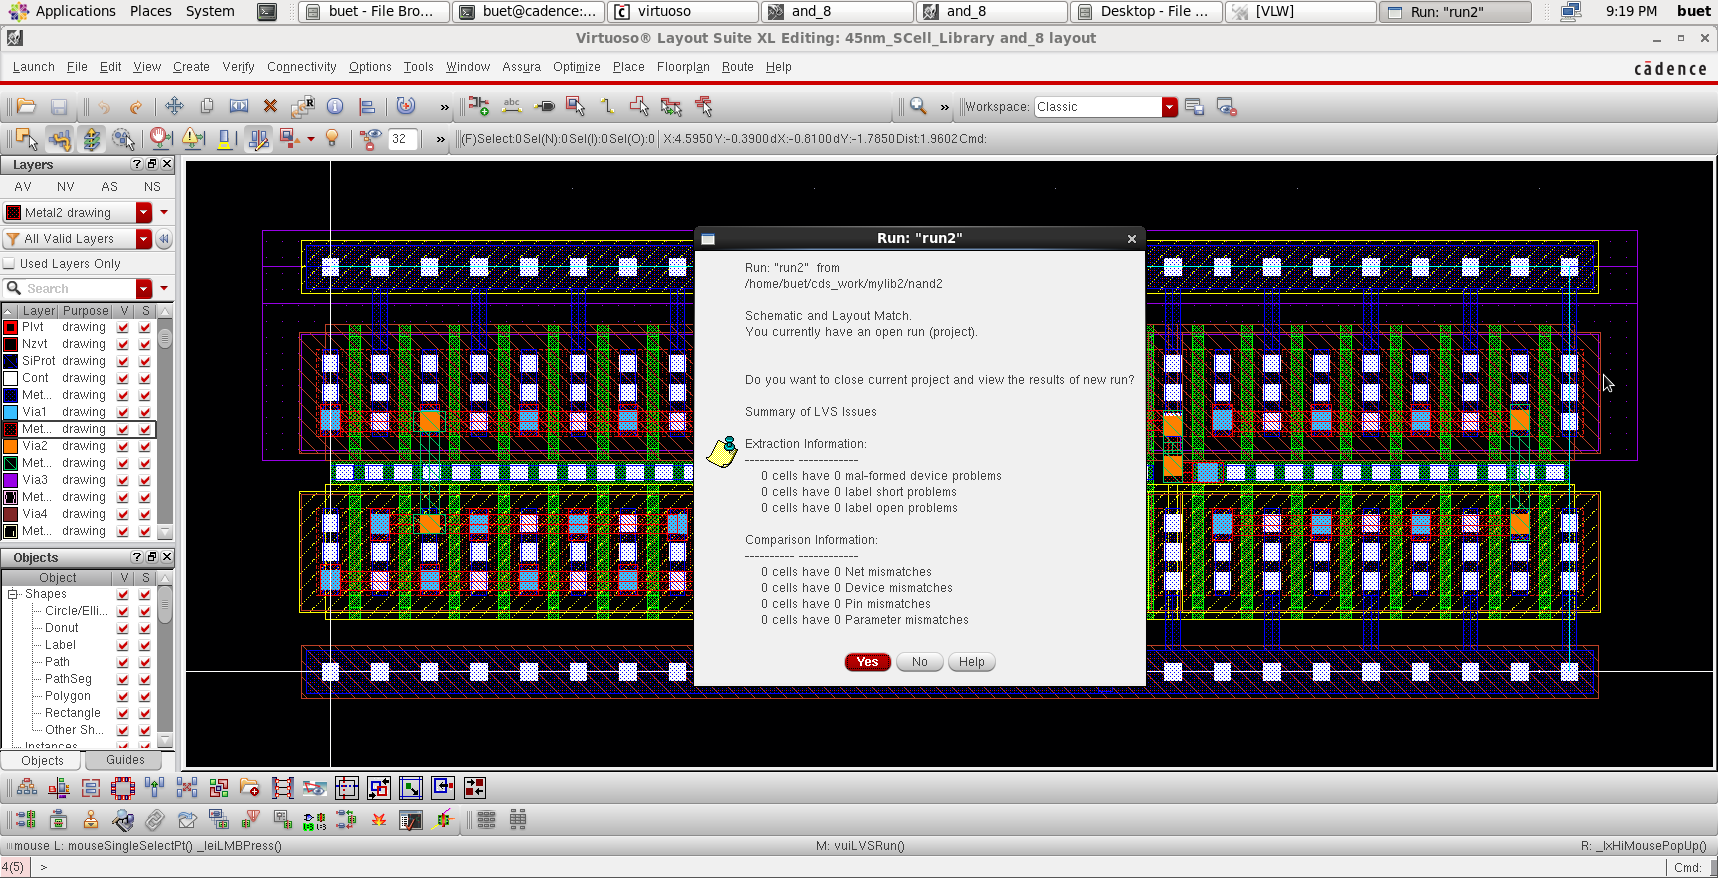 Applications Places System
buet - File Bro...
buet@cadence:...
virtuoso
and_8
and_8
Desktop - File ...
[VLW]
Run: "run2"
9:19 PM buet
Virtuoso® Layout Suite XL Editing: 45nm_SCell_Library and_8 layout
Launch File Edit View Create Verify Connectivity Options Tools Window Assura Optimize Place Floorplan Route Help
cādence
abc
»
»
Workspace: Classic
32
»
(F)Select:0 Sel(N):0 Sel(I):0 Sel(O):0 X:4.5950 Y:-0.3900 dX:-0.8100 dY:-1.7850 Dist:1.9602 Cmd:
Layers
AV NV AS NS
Metal2 drawing
All Valid Layers
Used Layers Only
Search
Layer Purpose V S
Plvt drawing
Nzvt drawing
SiProt drawing
Cont drawing
Met... drawing
Via1 drawing
Met... drawing
Via2 drawing
Met... drawing
Via3 drawing
Met... drawing
Via4 drawing
Met... drawing
Objects
Object V S
Shapes
Circle/Elli...
Donut
Label
Path
PathSeg
Polygon
Rectangle
Other Sh...
Instances
Objects Guides
Run: "run2"
Run: "run2" from
/home/buet/cds_work/mylib2/nand2
Schematic and Layout Match.
You currently have an open run (project).
Do you want to close current project and view the results of new run?
Summary of LVS Issues
Extraction Information:
---------- ------------
0 cells have 0 mal-formed device problems
0 cells have 0 label short problems
0 cells have 0 label open problems
Comparison Information:
---------- ------------
0 cells have 0 Net mismatches
0 cells have 0 Device mismatches
0 cells have 0 Pin mismatches
0 cells have 0 Parameter mismatches
Yes No Help
mouse L: mouseSingleSelectPt() _leiLMBPress()
M: vuiLVSRun()
R: _lxHiMousePopUp()
4(5) >
Cmd: